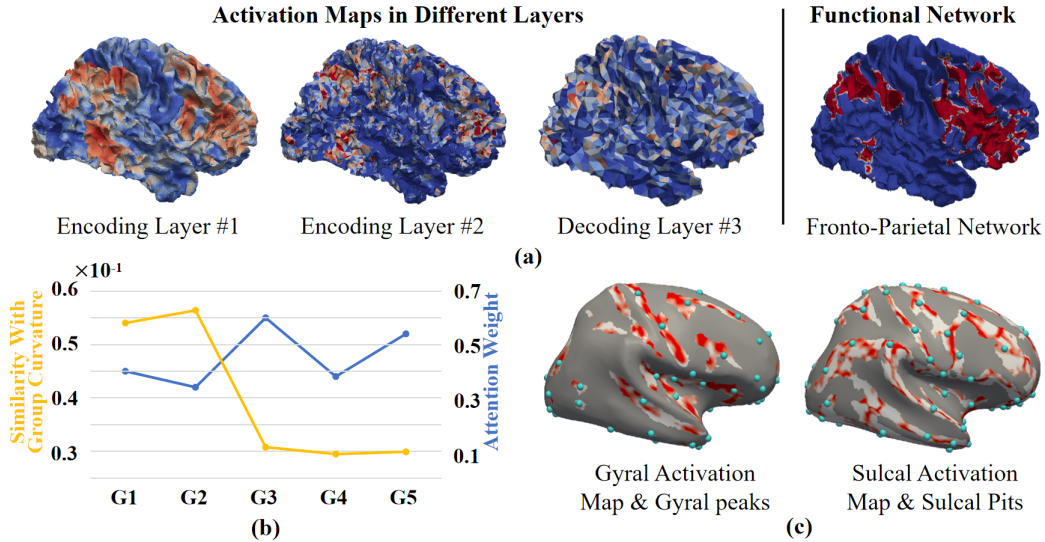 Activation Maps in Different Layers
Functional Network
Encoding Layer #1
Encoding Layer #2
Decoding Layer #3
Fronto-Parietal Network
(a)
×10-1
0.6
0.5
0.4
0.3
Similarity With
Group Curvature
0.7
0.5
0.3
0.1
Attention Weight
G1 G2 G3 G4 G5
(b)
Gyral Activation
Map & Gyral peaks
Sulcal Activation
Map & Sulcal Pits
(c)